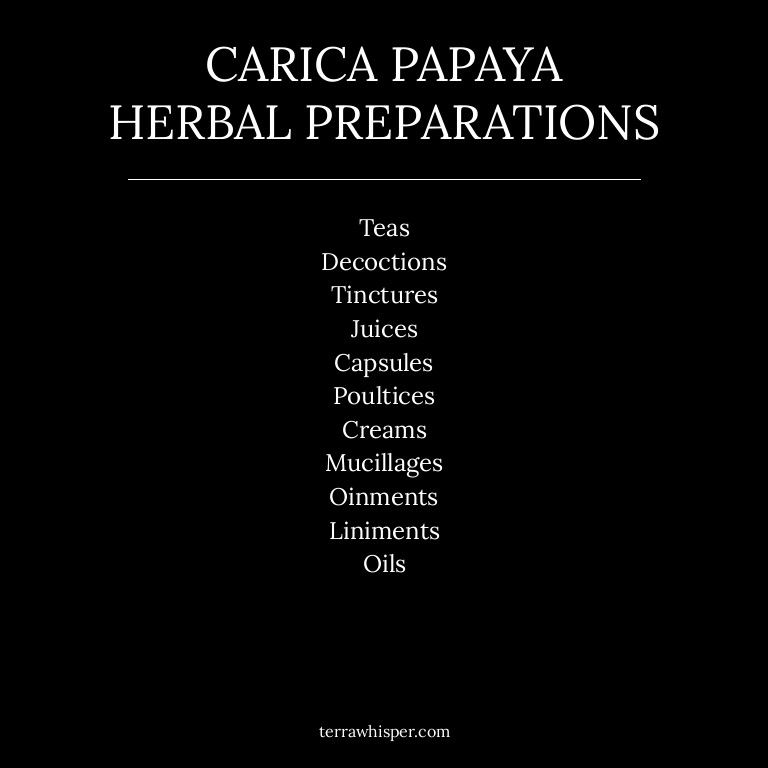 CARICA PAPAYA
HERBAL PREPARATIONS
Teas
Decoctions
Tinctures
Juices
Capsules
Poultices
Creams
Mucillages
Oinments
Liniments
Oils
terrawhisper.com